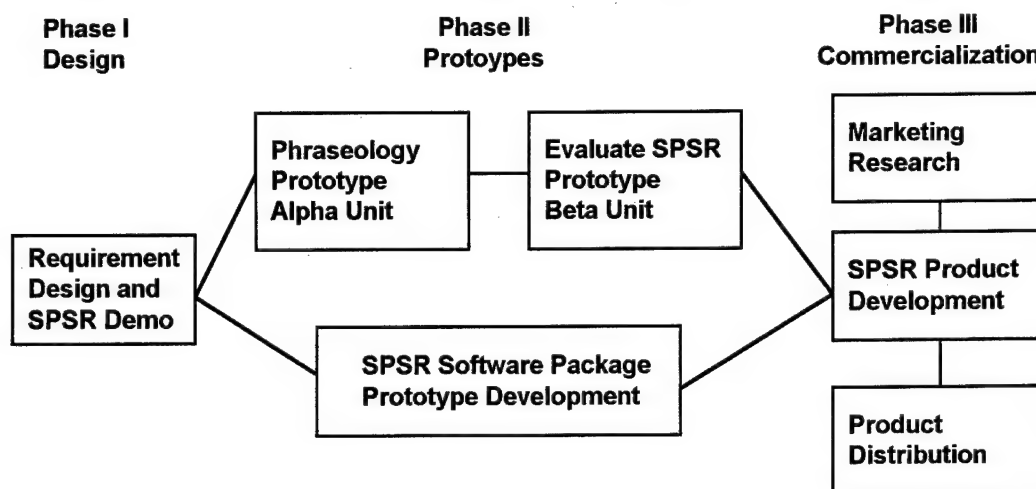 Phase I
Design
Phase II
Protoypes
Phase III
Commercialization
Phraseology
Prototype
Alpha Unit
Evaluate SPSR
Prototype
Beta Unit
Marketing
Research
Requirement
Design and
SPSR Demo
SPSR Product
Development
SPSR Software Package
Prototype Development
Product
Distribution